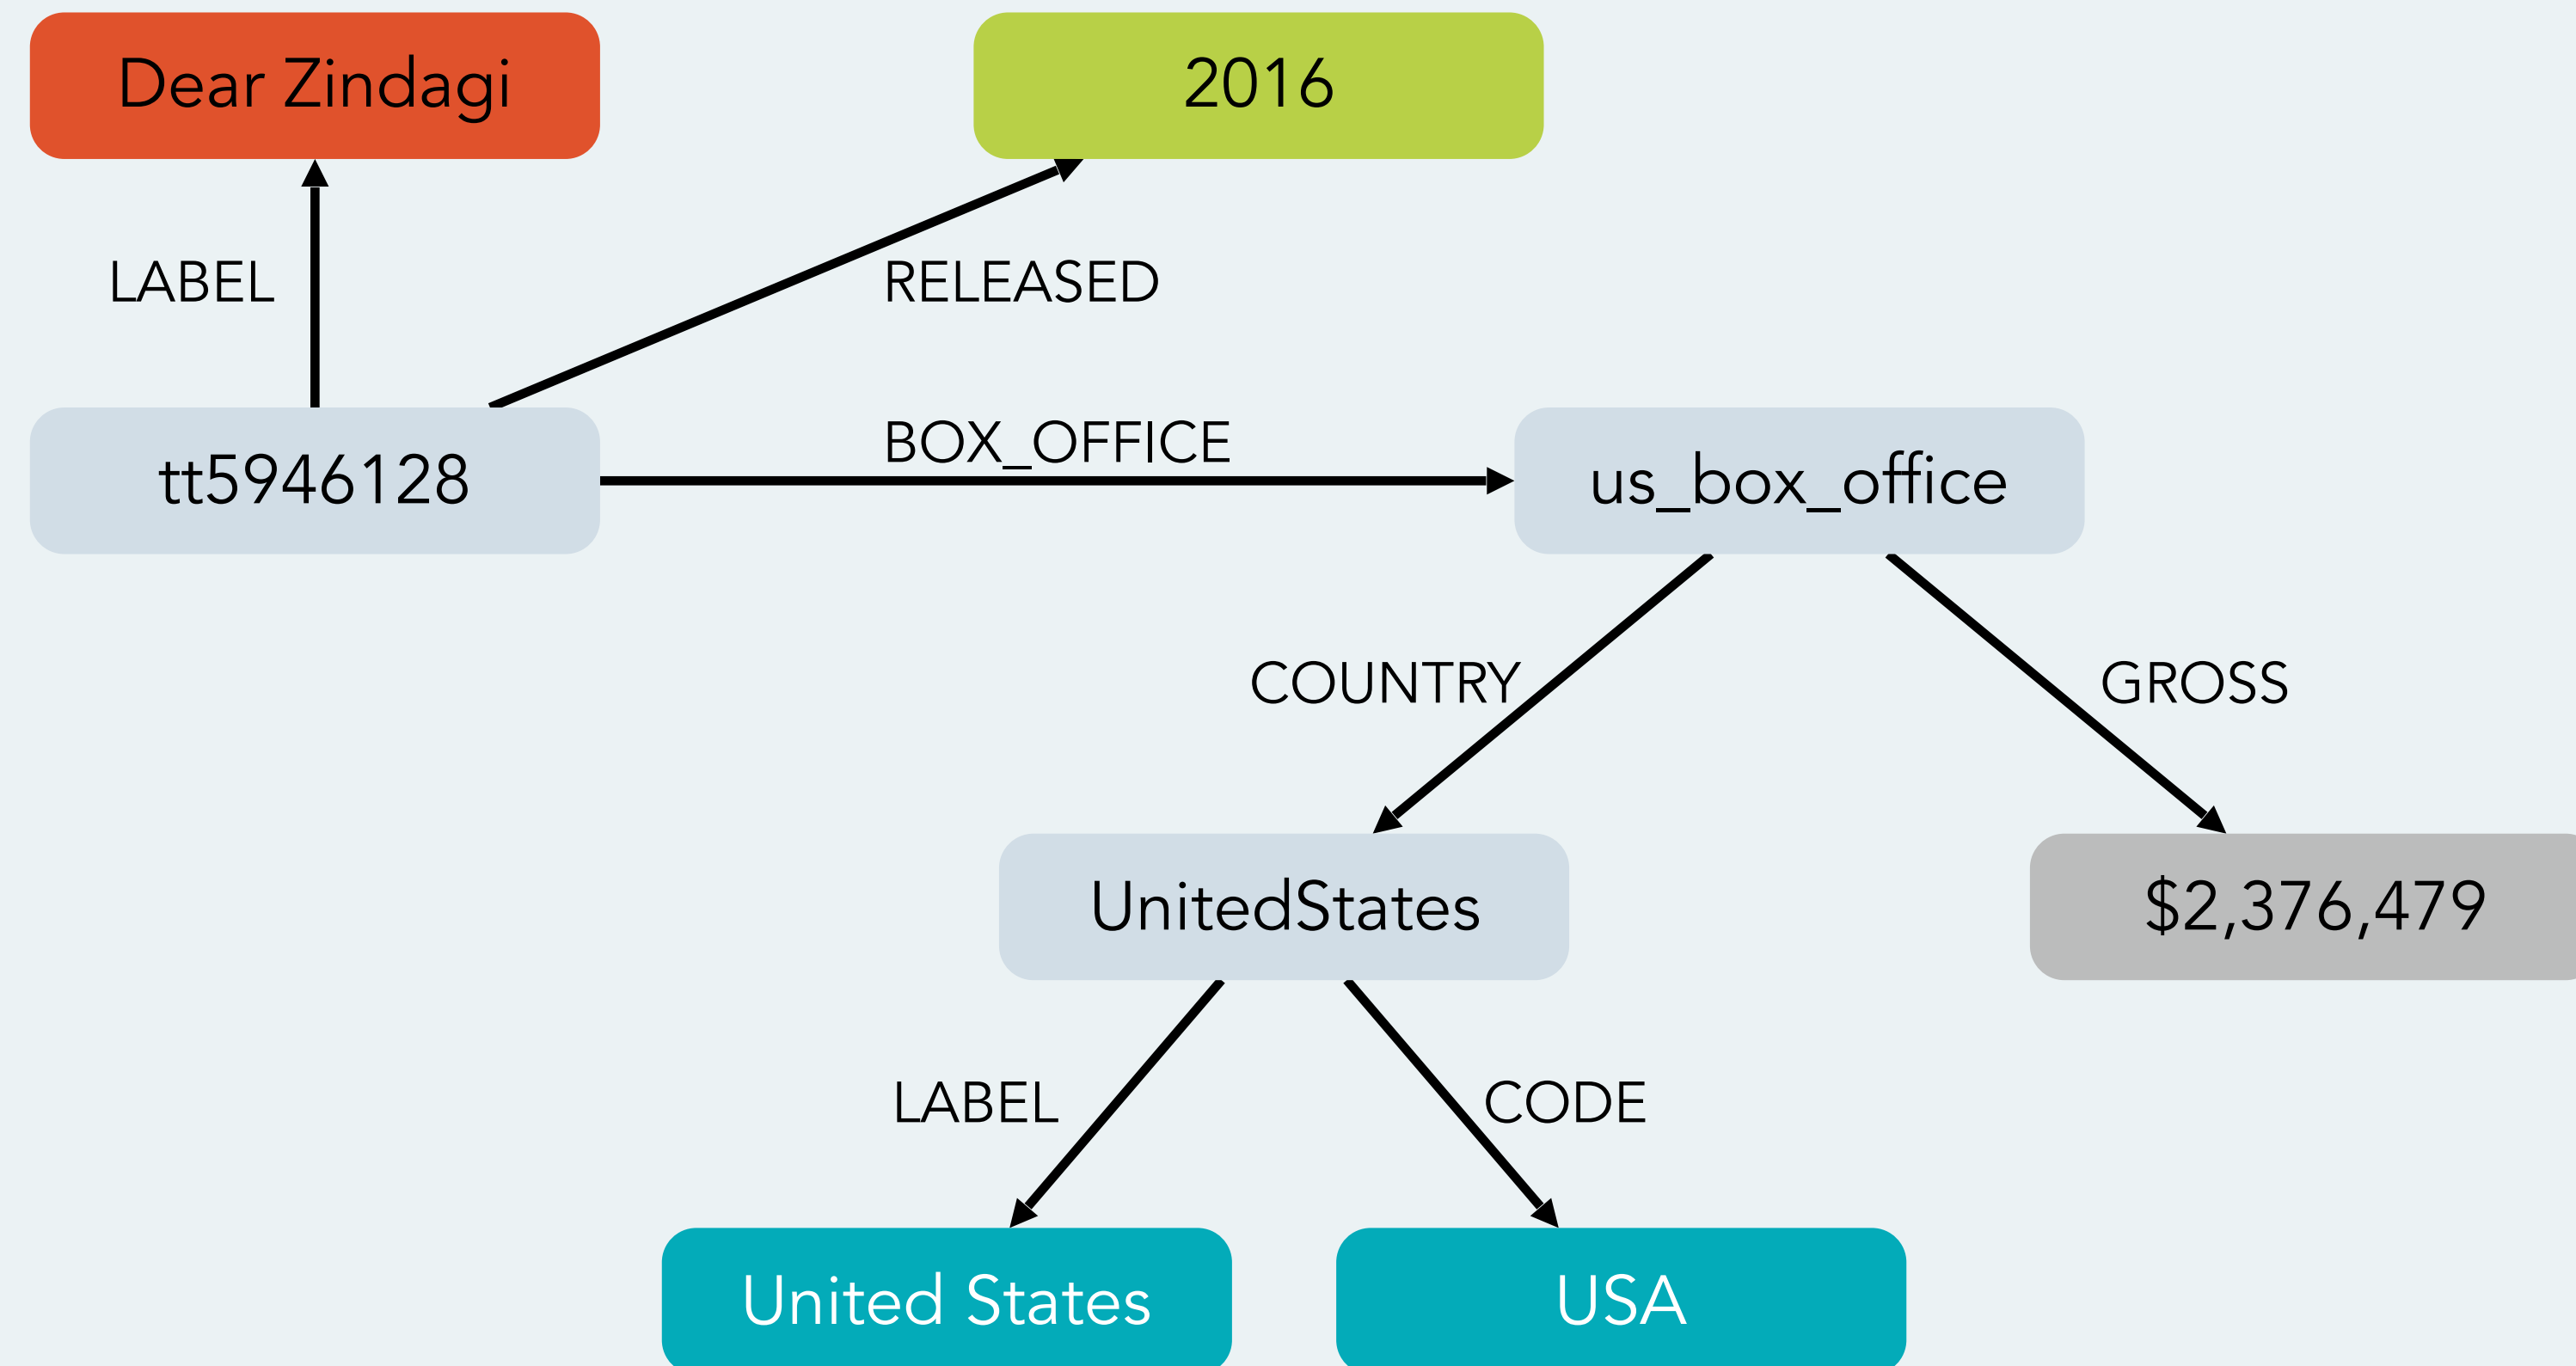 Dear Zindagi
2016
LABEL
RELEASED
tt5946128
BOX_OFFICE
us_box_office
COUNTRY
GROSS
UnitedStates
$2,376,479
LABEL
CODE
United States
USA